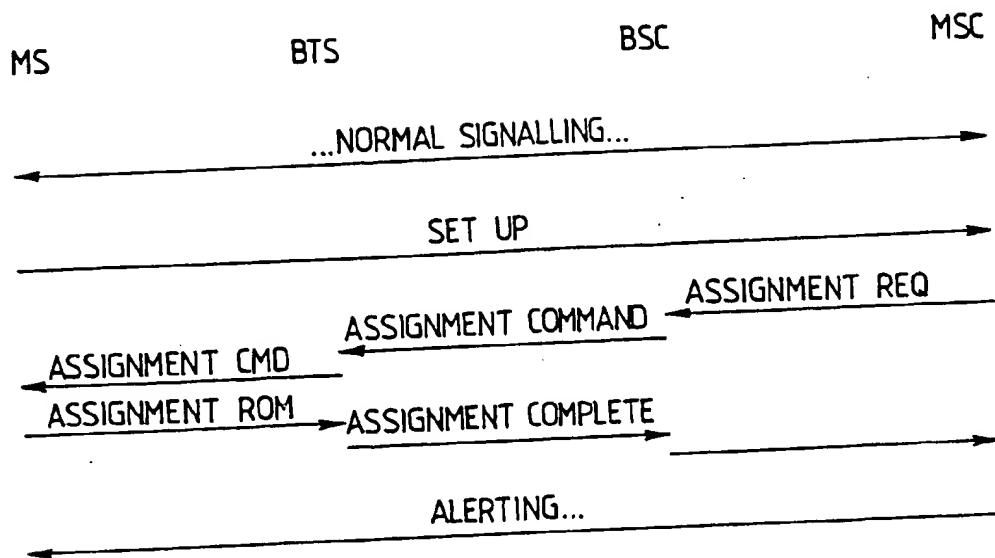 MS BTS BSC MSC
...NORMAL SIGNALLING...
SET UP
ASSIGNMENT REQ
ASSIGNMENT COMMAND
ASSIGNMENT CMD
ASSIGNMENT ROM
ASSIGNMENT COMPLETE
ALERTING...